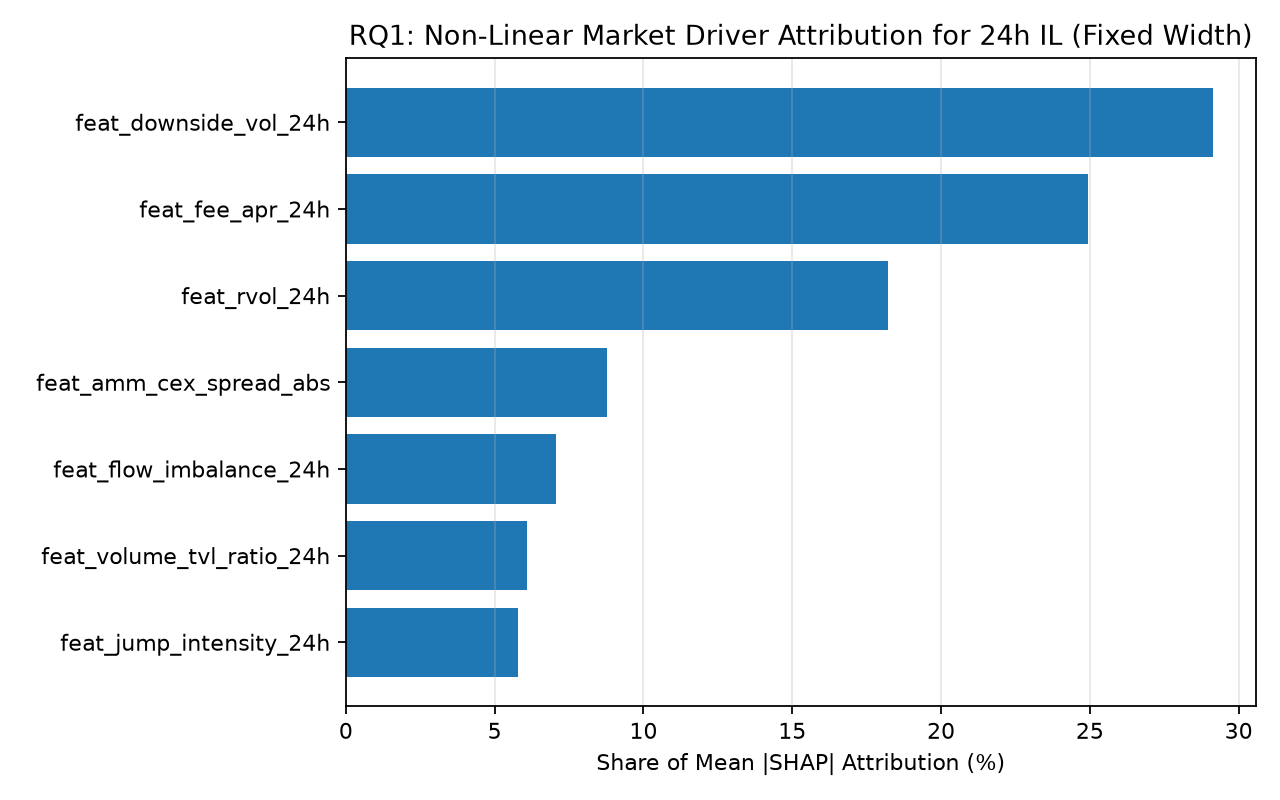 RQ1: Non-Linear Market Driver Attribution for 24h IL (Fixed Width)
feat_downside_vol_24h
feat_fee_apr_24h
feat_rvol_24h
feat_amm_cex_spread_abs
feat_flow_imbalance_24h
feat_volume_tvl_ratio_24h
feat_jump_intensity_24h
0 5 10 15 20 25 30
Share of Mean |SHAP| Attribution (%)